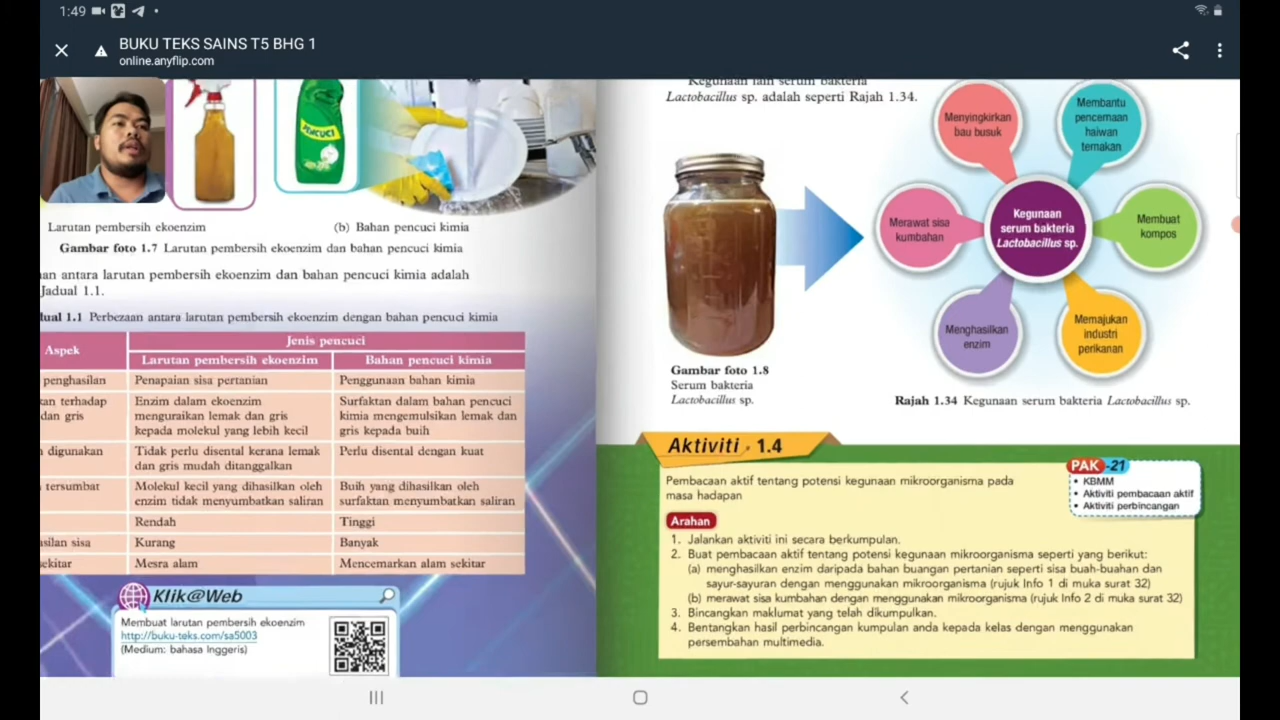 1:49
BUKU TEKS SAINS T5 BHG 1
online.anyflip.com
PENCUCI
Larutan pembersih ekoenzim
(b) Bahan pencuci kimia
Gambar foto 1.7 Larutan pembersih ekoenzim dan bahan pencuci kimia
an antara larutan pembersih ekoenzim dan bahan pencuci kimia adalah
Jadual 1.1.
dual 1.1 Perbezaan antara larutan pembersih ekoenzim dengan bahan pencuci kimia
Aspek
Jenis pencuci
Larutan pembersih ekoenzim
Bahan pencuci kimia
penghasilan
Penapaian sisa pertanian
Penggunaan bahan kimia
an terhadap
dan gris
Enzim dalam ekoenzim
menguraikan lemak dan gris
kepada molekul yang lebih kecil
Surfaktan dalam bahan pencuci
kimia mengemulsikan lemak dan
gris kepada buih
digunakan
Tidak perlu disental kerana lemak
dan gris mudah ditanggalkan
Perlu disental dengan kuat
tersumbat
Molekul kecil yang dihasilkan oleh
enzim tidak menyumbatkan saliran
Buih yang dihasilkan oleh
surfaktan menyumbatkan saliran
Rendah
Tinggi
silan sisa
Kurang
Banyak
ekitar
Mesra alam
Mencemarkan alam sekitar
Klik@Web
Membuat larutan pembersih ekoenzim
http://buku-teks.com/sa5003
(Medium: bahasa Inggeris)
Kegunaan lain serum bakteria
Lactobacillus sp. adalah seperti Rajah 1.34.
Menyingkirkan
bau busuk
Membantu
pencernaan
haiwan
ternakan
Merawat sisa
kumbahan
Kegunaan
serum bakteria
Lactobacillus sp.
Membuat
kompos
Menghasilkan
enzim
Memajukan
industri
perikanan
Gambar foto 1.8
Serum bakteria
Lactobacillus sp.
Rajah 1.34 Kegunaan serum bakteria Lactobacillus sp.
Aktiviti 1.4
Pembacaan aktif tentang potensi kegunaan mikroorganisma pada
masa hadapan
PAK-21
• KBMM
• Aktiviti pembacaan aktif
• Aktiviti perbincangan
Arahan
1. Jalankan aktiviti ini secara berkumpulan.
2. Buat pembacaan aktif tentang potensi kegunaan mikroorganisma seperti yang berikut:
(a) menghasilkan enzim daripada bahan buangan pertanian seperti sisa buah-buahan dan
sayur-sayuran dengan menggunakan mikroorganisma (rujuk Info 1 di muka surat 32)
(b) merawat sisa kumbahan dengan menggunakan mikroorganisma (rujuk Info 2 di muka surat 32)
3. Bincangkan maklumat yang telah dikumpulkan.
4. Bentangkan hasil perbincangan kumpulan anda kepada kelas dengan menggunakan
persembahan multimedia.